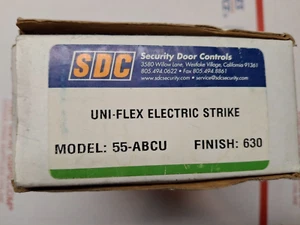 SDC
Security Door Controls
3580 Willow Lane, Westlake Village, California 91361
805.494.0622 • Fax 805.494.8861
www.sdcsecurity.com • service@sdcsecurity.com
UNI-FLEX ELECTRIC STRIKE
MODEL: 55-ABCU FINISH: 630